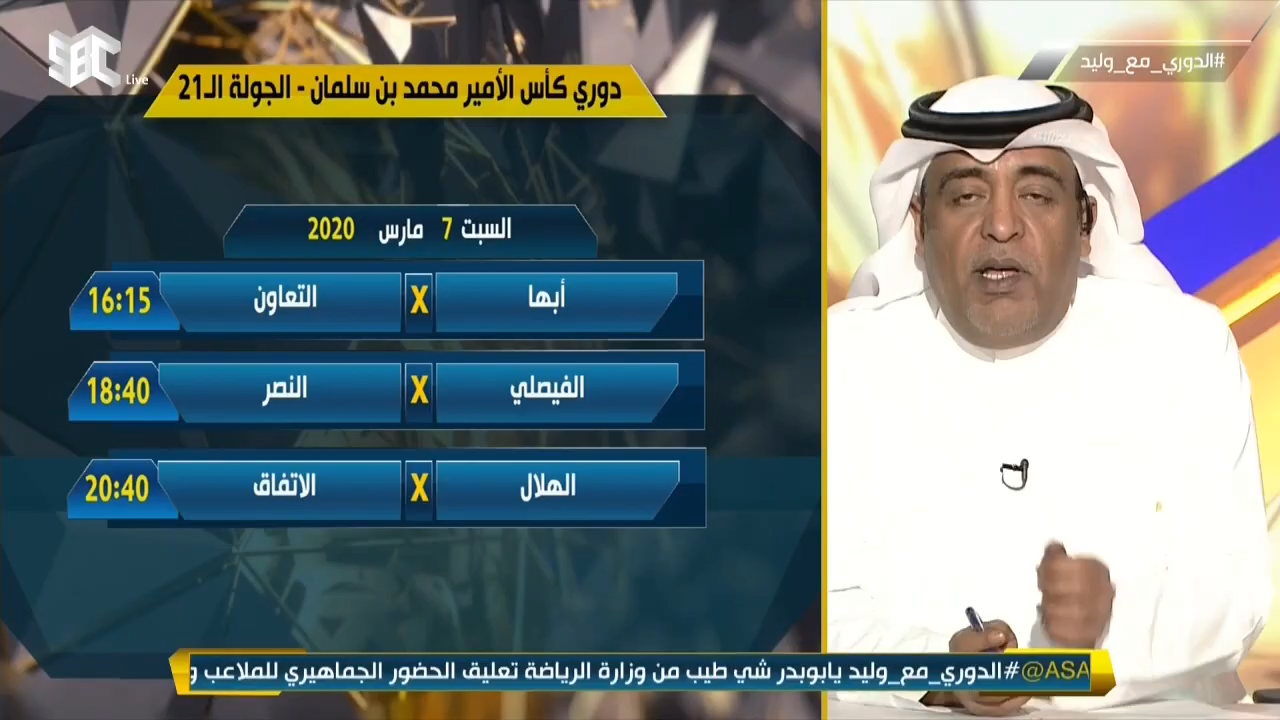 SBC Live
#الدوري_مع_وليد
دوري كأس الأمير محمد بن سلمان - الجولة الـ21
السبت 7 مارس 2020
أبها X التعاون 16:15
الفيصلي X النصر 18:40
الهلال X الاتفاق 20:40
@ASA #الدوري_مع_وليد يابوبدر شي طيب من وزارة الرياضة تعليق الحضور الجماهيري للملاعب و